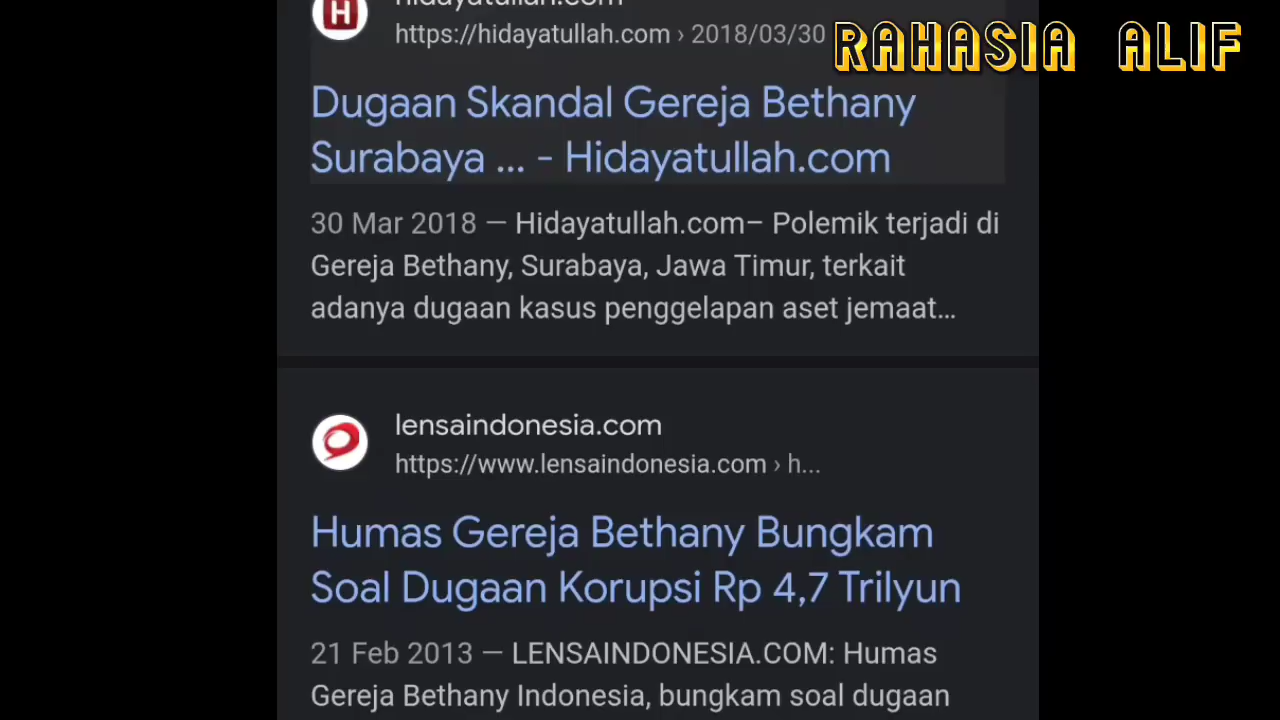 hidayatullah.com
https://hidayatullah.com › 2018/03/30
RAHASIA ALIF
Dugaan Skandal Gereja Bethany
Surabaya ... - Hidayatullah.com
30 Mar 2018 — Hidayatullah.com– Polemik terjadi di
Gereja Bethany, Surabaya, Jawa Timur, terkait
adanya dugaan kasus penggelapan aset jemaat...
lensaindonesia.com
https://www.lensaindonesia.com › h...
Humas Gereja Bethany Bungkam
Soal Dugaan Korupsi Rp 4,7 Trilyun
21 Feb 2013 — LENSAINDONESIA.COM: Humas
Gereja Bethany Indonesia, bungkam soal dugaan